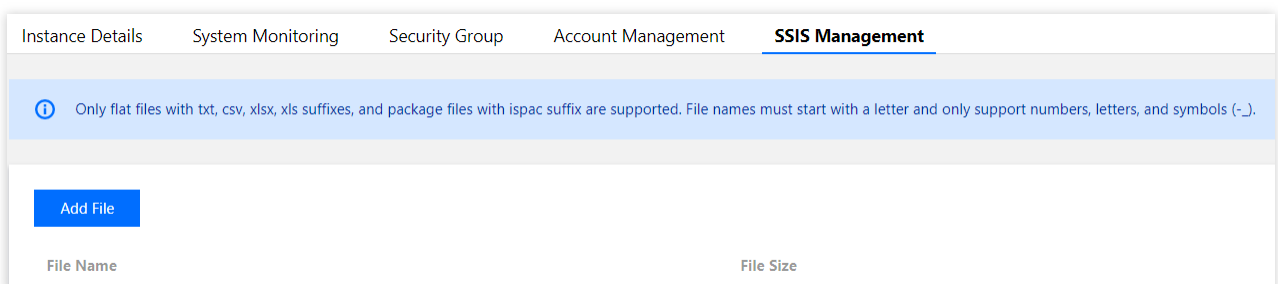 Instance Details System Monitoring Security Group Account Management SSIS Management
Only flat files with txt, csv, xlsx, xls suffixes, and package files with ispac suffix are supported. File names must start with a letter and only support numbers, letters, and symbols (-_).
Add File
File Name File Size